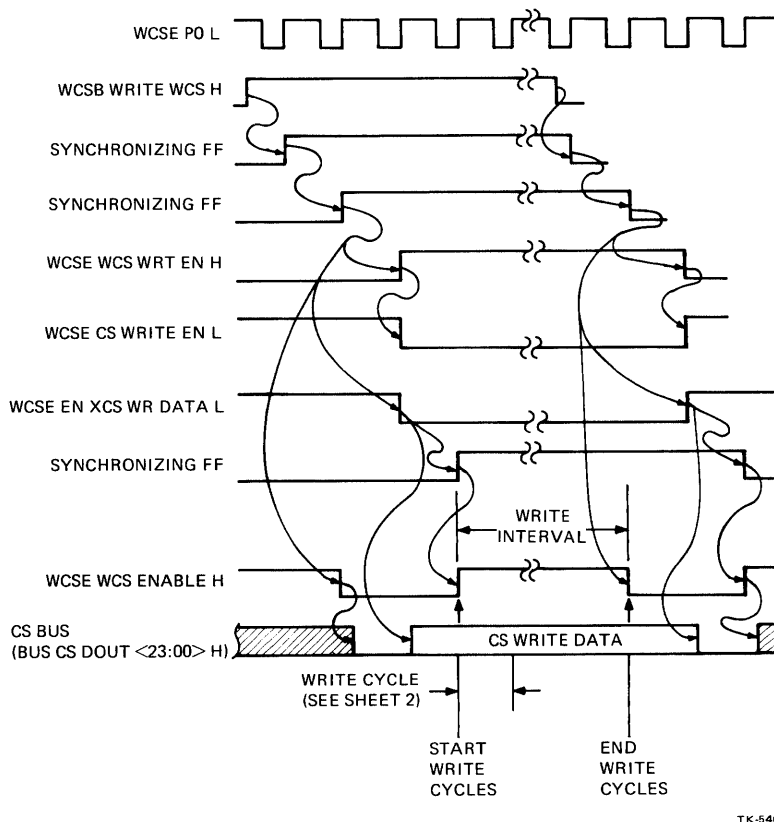 WCSE P0 L
WCSB WRITE WCS H
SYNCHRONIZING FF
SYNCHRONIZING FF
WCSE WCS WRT EN H
WCSE CS WRITE EN L
WCSE EN XCS WR DATA L
SYNCHRONIZING FF
WRITE
INTERVAL
WCSE WCS ENABLE H
CS BUS
(BUS CS DOUT <23:00> H)
CS WRITE DATA
WRITE CYCLE
(SEE SHEET 2)
START
WRITE
CYCLES
END
WRITE
CYCLES